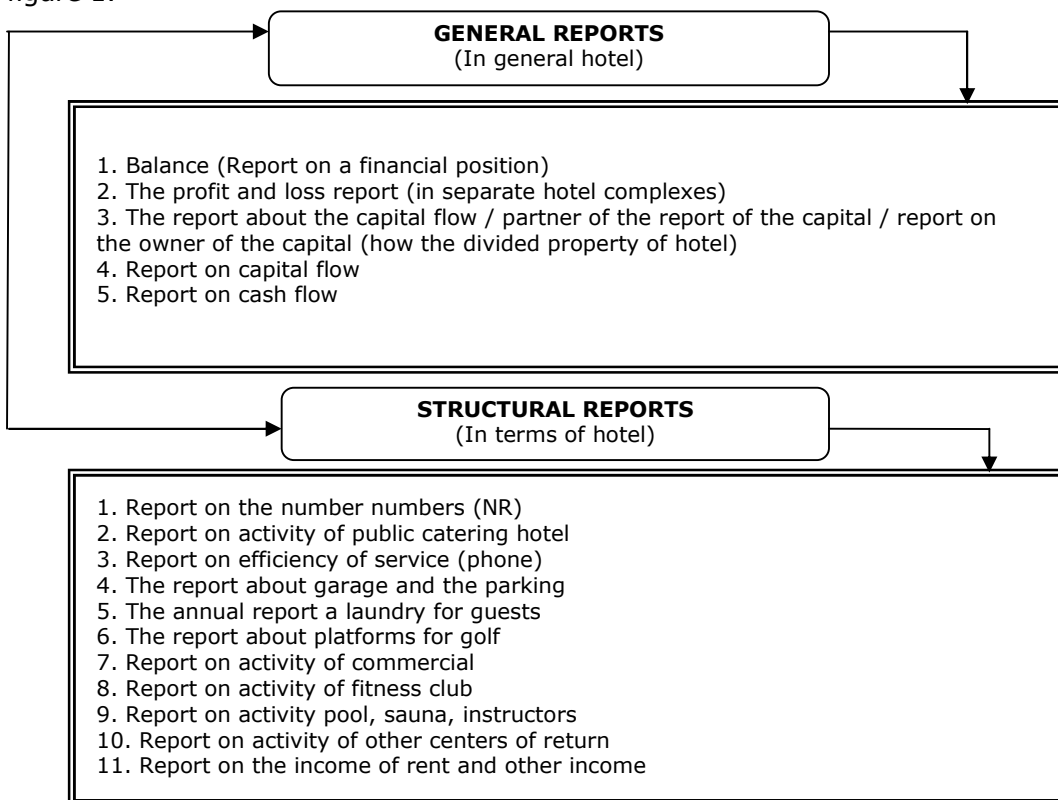 figure 1.
GENERAL REPORTS
(In general hotel)
1. Balance (Report on a financial position)
2. The profit and loss report (in separate hotel complexes)
3. The report about the capital flow / partner of the report of the capital / report on
the owner of the capital (how the divided property of hotel)
4. Report on capital flow
5. Report on cash flow
STRUCTURAL REPORTS
(In terms of hotel)
1. Report on the number numbers (NR)
2. Report on activity of public catering hotel
3. Report on efficiency of service (phone)
4. The report about garage and the parking
5. The annual report a laundry for guests
6. The report about platforms for golf
7. Report on activity of commercial
8. Report on activity of fitness club
9. Report on activity pool, sauna, instructors
10. Report on activity of other centers of return
11. Report on the income of rent and other income